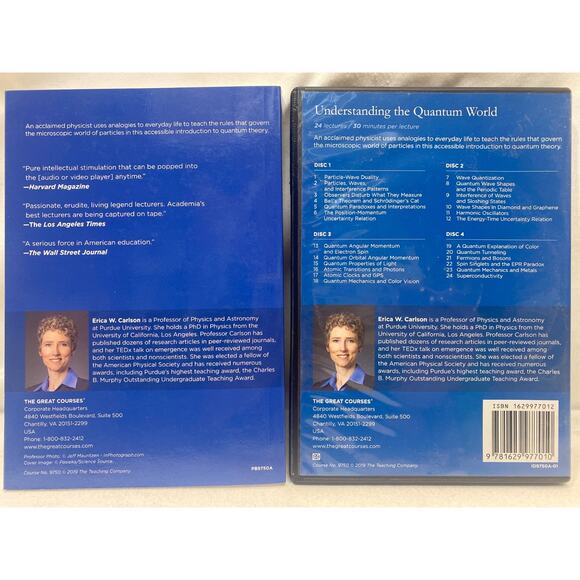 An acclaimed physicist uses analogies to everyday life to teach the rules that govern
the microscopic world of particles in this accessible introduction to quantum theory.
“Pure intellectual stimulation that can be popped into
the [audio or video player] anytime.”
—Harvard Magazine
“Passionate, erudite, living legend lecturers. Academia’s
best lecturers are being captured on tape.”
—The Los Angeles Times
“A serious force in American education.”
—The Wall Street Journal
Erica W. Carlson is a Professor of Physics and Astronomy
at Purdue University. She holds a PhD in Physics from the
University of California, Los Angeles. Professor Carlson has
published dozens of research articles in peer-reviewed journals,
and her TEDx talk on emergence was well received among
both scientists and nonscientists. She was elected a fellow of
the American Physical Society and has received numerous
awards, including Purdue’s highest teaching award, the Charles
B. Murphy Outstanding Undergraduate Teaching Award.
THE GREAT COURSES®
Corporate Headquarters
4840 Westfields Boulevard, Suite 500
Chantilly, VA 20151-2299
USA
Phone: 1-800-832-2412
www.thegreatcourses.com
Professor Photo: © Jeff Mauritzen - inPhotograph.com.
Cover Image: © Pasieka/Science Source.
Course No. 9750 © 2019 The Teaching Company.
PB9750A
Understanding the Quantum World
24 lectures / 30 minutes per lecture
An acclaimed physicist uses analogies to everyday life to teach the rules that govern
the microscopic world of particles in this accessible introduction to quantum theory.
DISC 1
1 Particle-Wave Duality
2 Particles, Waves,
and Interference Patterns
3 Observers Disturb What They Measure
4 Bell’s Theorem and Schrödinger’s Cat
5 Quantum Paradoxes and Interpretations
6 The Position-Momentum
Uncertainty Relation
DISC 2
7 Wave Quantization
8 Quantum Wave Shapes
and the Periodic Table
9 Interference of Waves
and Sloshing States
10 Wave Shapes in Diamond and Graphene
11 Harmonic Oscillators
12 The Energy-Time Uncertainty Relation
DISC 3
13 Quantum Angular Momentum
and Electron Spin
14 Quantum Orbital Angular Momentum
15 Quantum Properties of Light
16 Atomic Transitions and Photons
17 Atomic Clocks and GPS
18 Quantum Mechanics and Color Vision
DISC 4
19 A Quantum Explanation of Color
20 Quantum Tunneling
21 Fermions and Bosons
22 Spin Singlets and the EPR Paradox
23 Quantum Mechanics and Metals
24 Superconductivity
Erica W. Carlson is a Professor of Physics and Astronomy
at Purdue University. She holds a PhD in Physics from the
University of California, Los Angeles. Professor Carlson has
published dozens of research articles in peer-reviewed journals,
and her TEDx talk on emergence was well received among
both scientists and nonscientists. She was elected a fellow of
the American Physical Society and has received numerous
awards, including Purdue’s highest teaching award, the Charles
B. Murphy Outstanding Undergraduate Teaching Award.
THE GREAT COURSES®
Corporate Headquarters
4840 Westfields Boulevard, Suite 500
Chantilly, VA 20151-2299
USA
Phone: 1-800-832-2412
www.thegreatcourses.com
Course No. 9750 © 2019 The Teaching Company.
ISBN 1629977012
9 781629 977010
ID9750A-01